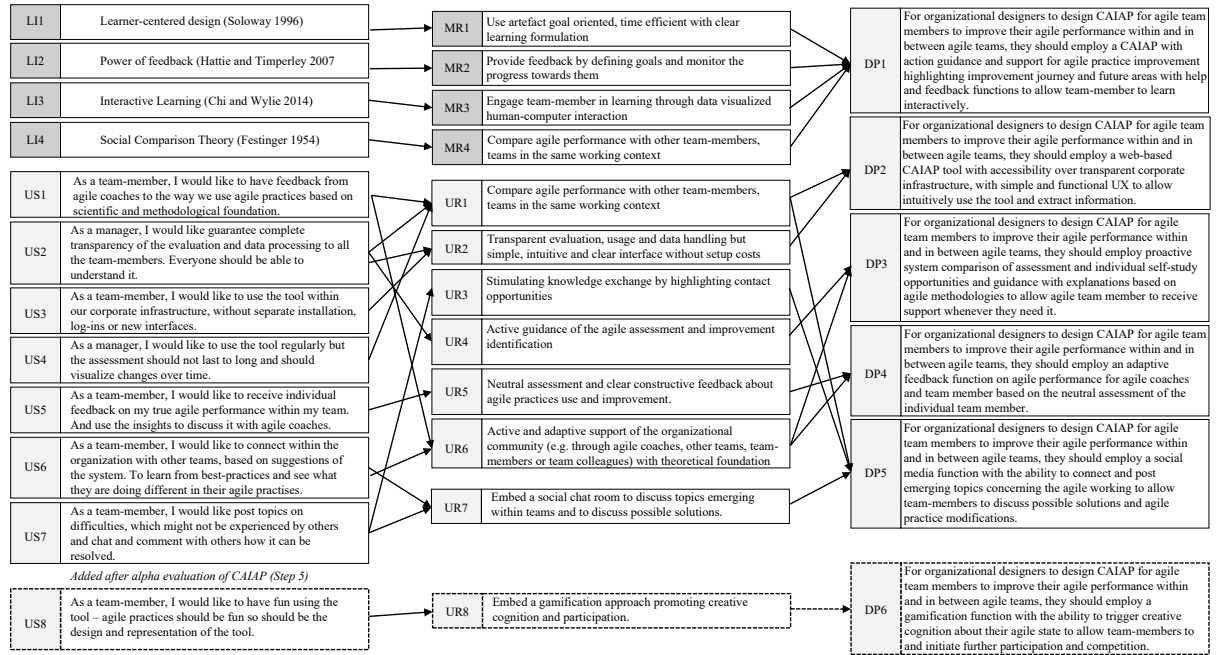 LI1
Learner-centered design (Soloway 1996)
LI2
Power of feedback (Hattie and Timperley 2007
LI3
Interactive Learning (Chi and Wylie 2014)
LI4
Social Comparison Theory (Festinger 1954)
US1
As a team-member, I would like to have feedback from
agile coaches to the way we use agile practices based on
scientific and methodological foundation.
US2
As a manager, I would like guarantee complete
transparency of the evaluation and data processing to all
the team-members. Everyone should be able to
understand it.
US3
As a team-member, I would like to use the tool within
our corporate infrastructure, without separate installation,
log-ins or new interfaces.
US4
As a manager, I would like to use the tool regularly but
the assessment should not last to long and should
visualize changes over time.
US5
As a team-member, I would like to receive individual
feedback on my true agile performance within my team.
And use the insights to discuss it with agile coaches.
US6
As a team-member, I would like to connect within the
organization with other teams, based on suggestions of
the system. To learn from best-practices and see what
they are doing different in their agile practises.
US7
As a team-member, I would like post topics on
difficulties, which might not be experienced by others
and chat and comment with others how it can be
resolved.
Added after alpha evaluation of CAIAP (Step 5)
US8
As a team-member, I would like to have fun using the
tool – agile practices should be fun so should be the
design and representation of the tool.
MR1
Use artefact goal oriented, time efficient with clear
learning formulation
MR2
Provide feedback by defining goals and monitor the
progress towards them
MR3
Engage team-member in learning through data visualized
human-computer interaction
MR4
Compare agile performance with other team-members,
teams in the same working context
UR1
Compare agile performance with other team-members,
teams in the same working context
UR2
Transparent evaluation, usage and data handling but
simple, intuitive and clear interface without setup costs
UR3
Stimulating knowledge exchange by highlighting contact
opportunities
UR4
Active guidance of the agile assessment and improvement
identification
UR5
Neutral assessment and clear constructive feedback about
agile practices use and improvement.
UR6
Active and adaptive support of the organizational
community (e.g. through agile coaches, other teams, team-
members or team colleagues) with theoretical foundation
UR7
Embed a social chat room to discuss topics emerging
within teams and to discuss possible solutions.
UR8
Embed a gamification approach promoting creative
cognition and participation.
DP1
For organizational designers to design CAIAP for agile team
members to improve their agile performance within and in
between agile teams, they should employ a CAIAP with
action guidance and support for agile practice improvement
highlighting improvement journey and future areas with help
and feedback functions to allow team-member to learn
interactively.
DP2
For organizational designers to design CAIAP for agile team
members to improve their agile performance within and in
between agile teams, they should employ a web-based
CAIAP tool with accessibility over transparent corporate
infrastructure, with simple and functional UX to allow
intuitively use the tool and extract information.
DP3
For organizational designers to design CAIAP for agile
team members to improve their agile performance within
and in between agile teams, they should employ proactive
system comparison of assessment and individual self-study
opportunities and guidance with explanations based on
agile methodologies to allow agile team member to receive
support whenever they need it.
DP4
For organizational designers to design CAIAP for agile team
members to improve their agile performance within and in
between agile teams, they should employ an adaptive
feedback function on agile performance for agile coaches
and team member based on the neutral assessment of the
individual team member.
DP5
For organizational designers to design CAIAP for agile
team members to improve their agile performance within
and in between agile teams, they should employ a social
media function with the ability to connect and post
emerging topics concerning the agile working to allow
team-members to discuss possible solutions and agile
practice modifications.
DP6
For organizational designers to design CAIAP for agile
team members to improve their agile performance within
and in between agile teams, they should employ a
gamification function with the ability to trigger creative
cognition about their agile state to allow team-members to
and initiate further participation and competition.